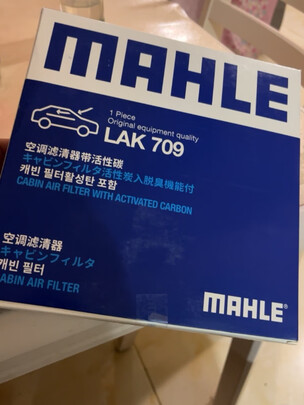 MAHLE
1 Piece
Original equipment quality
LAK 709
空调滤清器带活性碳
キャビンフィルタ活性炭入脱臭機能付
캐빈 필터활성탄 포함
CABIN AIR FILTER WITH ACTIVATED CARBON
空调滤清器
キャビンフィルタ
캐빈 필터
CABIN AIR FILTER
MAHLE®